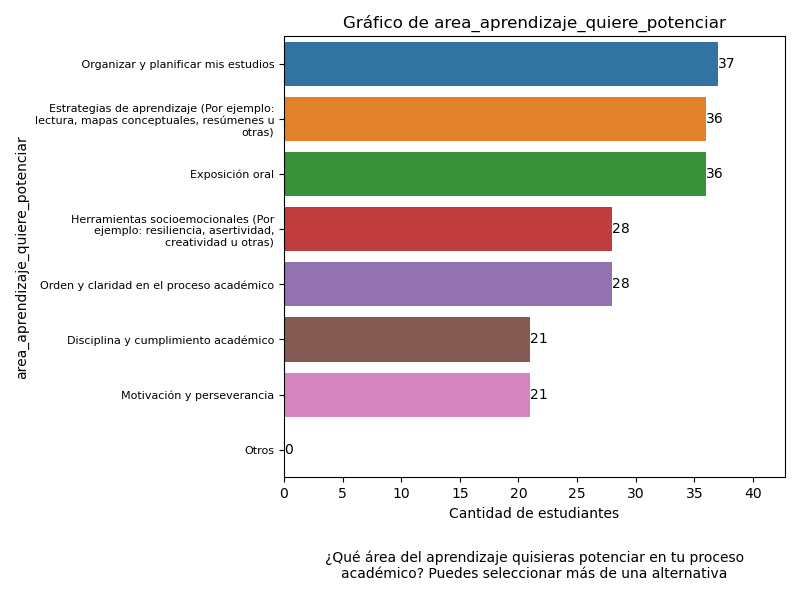 Gráfico de area_aprendizaje_quiere_potenciar
area_aprendizaje_quiere_potenciar
Organizar y planificar mis estudios
37
Estrategias de aprendizaje (Por ejemplo:
lectura, mapas conceptuales, resúmenes u
otras)
36
Exposición oral
36
Herramientas socioemocionales (Por
ejemplo: resiliencia, asertividad,
creatividad u otras)
28
Orden y claridad en el proceso académico
28
Disciplina y cumplimiento académico
21
Motivación y perseverancia
21
Otros
0
0 5 10 15 20 25 30 35 40
Cantidad de estudiantes
¿Qué área del aprendizaje quisieras potenciar en tu proceso
académico? Puedes seleccionar más de una alternativa